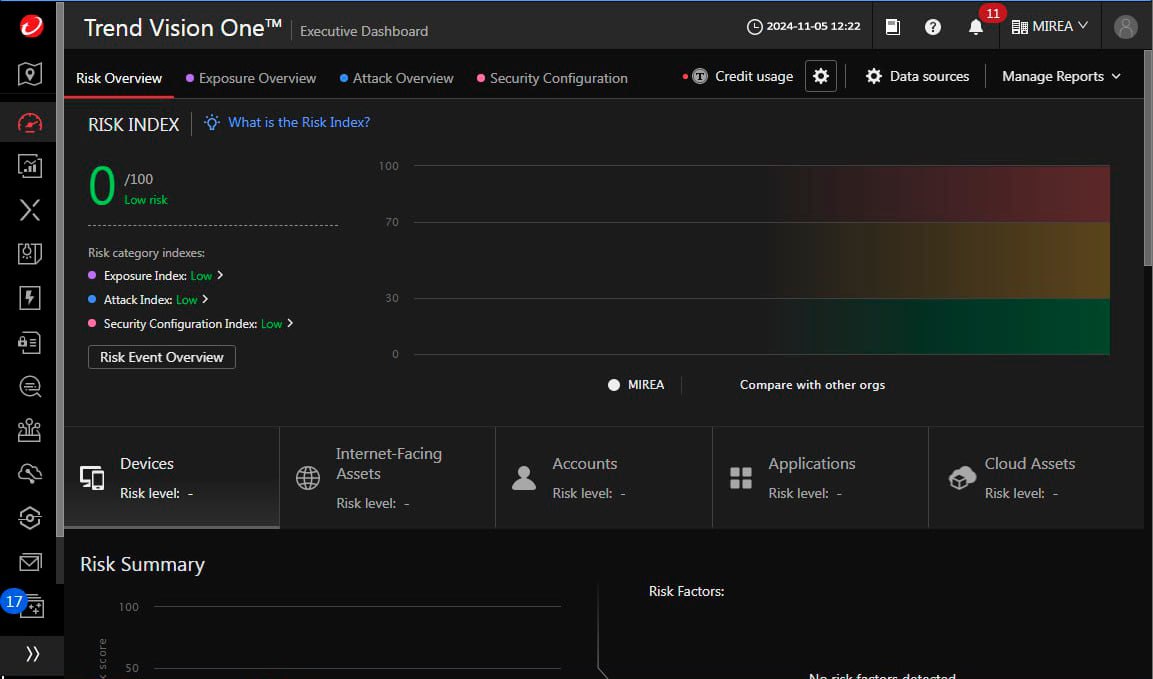 Trend Vision One™ Executive Dashboard
2024-11-05 12:22
11
MIREA
Risk Overview
Exposure Overview
Attack Overview
Security Configuration
Credit usage
Data sources
Manage Reports
RISK INDEX
What is the Risk Index?
0 /100
Low risk
Risk category indexes:
Exposure Index: Low
Attack Index: Low
Security Configuration Index: Low
Risk Event Overview
100
70
30
0
MIREA
Compare with other orgs
Devices
Risk level: -
Internet-Facing
Assets
Risk level: -
Accounts
Risk level: -
Applications
Risk level: -
Cloud Assets
Risk level: -
Risk Summary
100
50
score
Risk Factors:
No risk factors detected
17